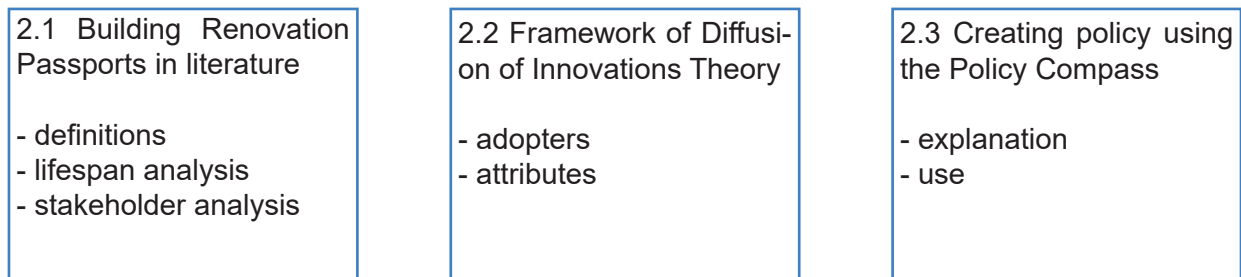 2.1 Building Renovation
Passports in literature
- definitions
- lifespan analysis
- stakeholder analysis
2.2 Framework of Diffusi-
on of Innovations Theory
- adopters
- attributes
2.3 Creating policy using
the Policy Compass
- explanation
- use